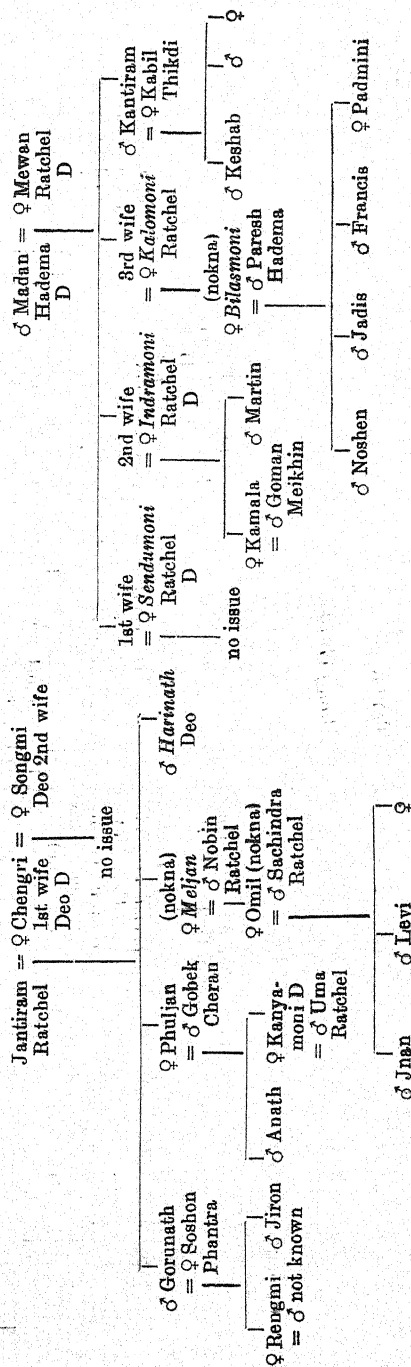 Jantiram = ♀ Chengri = ♀ Songmi
Ratchel 1st wife Deo 2nd wife
Deo D
no issue
♂ Gorunath ♀ Phuljan (nokna) ♂ Harinath
= ♀ Soshon = ♂ Gobek ♀ Meljan Deo
Phantra Cheran = ♂ Nobin
Ratchel
♀ Rengmi ♂ Jiron ♂ Anath ♀ Kanya- ♀ Omil (nokna)
= ♂ not known moni D = ♂ Sachindra
= ♂ Uma Ratchel
Ratchel
♂ Jnan ♂ Levi ♀
♂ Madan = ♀ Mewan
Hadema Ratchel
D D
1st wife 2nd wife 3rd wife ♂ Kantiram
= ♀ Sendumoni = ♀ Indramoni = ♀ Kalomoni = ♀ Kabil
Ratchel Ratchel Ratchel Thikdi
D D
no issue ♀ Kamala ♂ Martin (nokna) ♂ Keshab ♂ ♀
= ♂ Goman ♀ Bilasmoni
Meikhin = ♂ Paresh
Hadema
♂ Noshen ♂ Jadis ♂ Francis ♀ Padmini